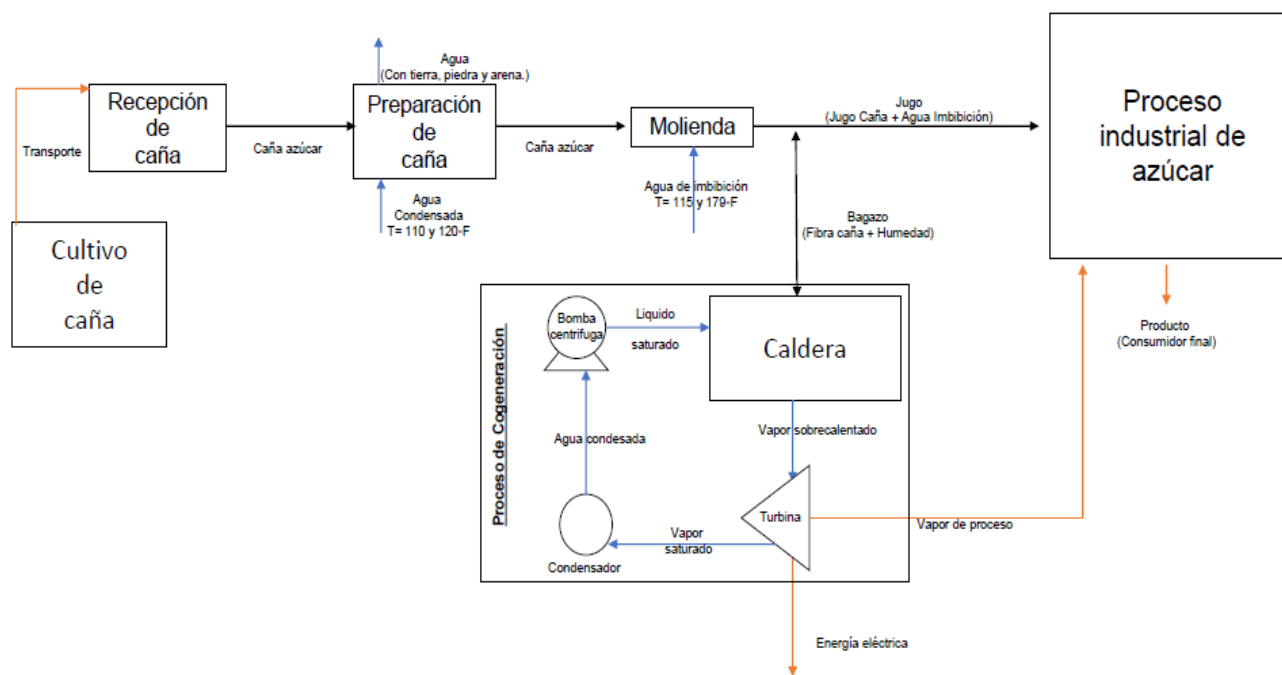 Agua
(Con tierra, piedra y arena.)
Recepción
de
caña
Preparación
de
caña
Molienda
Jugo
(Jugo Caña + Agua Imbibición)
Proceso
industrial de
azúcar
Transporte
Caña azúcar
Caña azúcar
Agua
Condensada
T= 110 y 120-F
Agua de imbibición
T= 115 y 179-F
Bagazo
(Fibra caña + Humedad)
Cultivo
de
caña
Proceso de Cogeneración
Bomba
centrifuga
Liquido
saturado
Caldera
Producto
(Consumidor final)
Agua condesada
Vapor sobrecalentado
Turbina
Vapor de proceso
Vapor
saturado
Condensador
Energía eléctrica